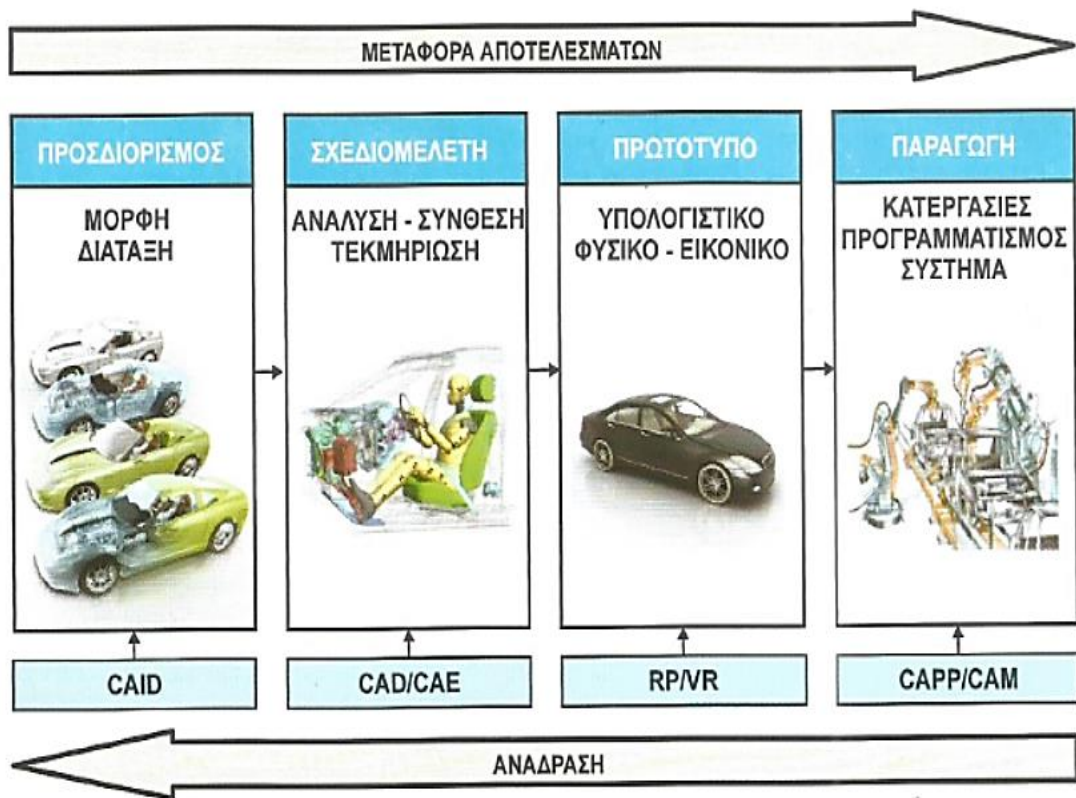 ΜΕΤΑΦΟΡΑ ΑΠΟΤΕΛΕΣΜΑΤΩΝ
ΠΡΟΣΔΙΟΡΙΣΜΟΣ
ΜΟΡΦΗ
ΔΙΑΤΑΞΗ
CAID
ΣΧΕΔΙΟΜΕΛΕΤΗ
ΑΝΑΛΥΣΗ - ΣΥΝΘΕΣΗ
ΤΕΚΜΗΡΙΩΣΗ
CAD/CAE
ΠΡΩΤΟΤΥΠΟ
ΥΠΟΛΟΓΙΣΤΙΚΟ
ΦΥΣΙΚΟ - ΕΙΚΟΝΙΚΟ
RP/VR
ΠΑΡΑΓΩΓΗ
ΚΑΤΕΡΓΑΣΙΕΣ
ΠΡΟΓΡΑΜΜΑΤΙΣΜΟΣ
ΣΥΣΤΗΜΑ
CAPP/CAM
ΑΝΑΔΡΑΣΗ